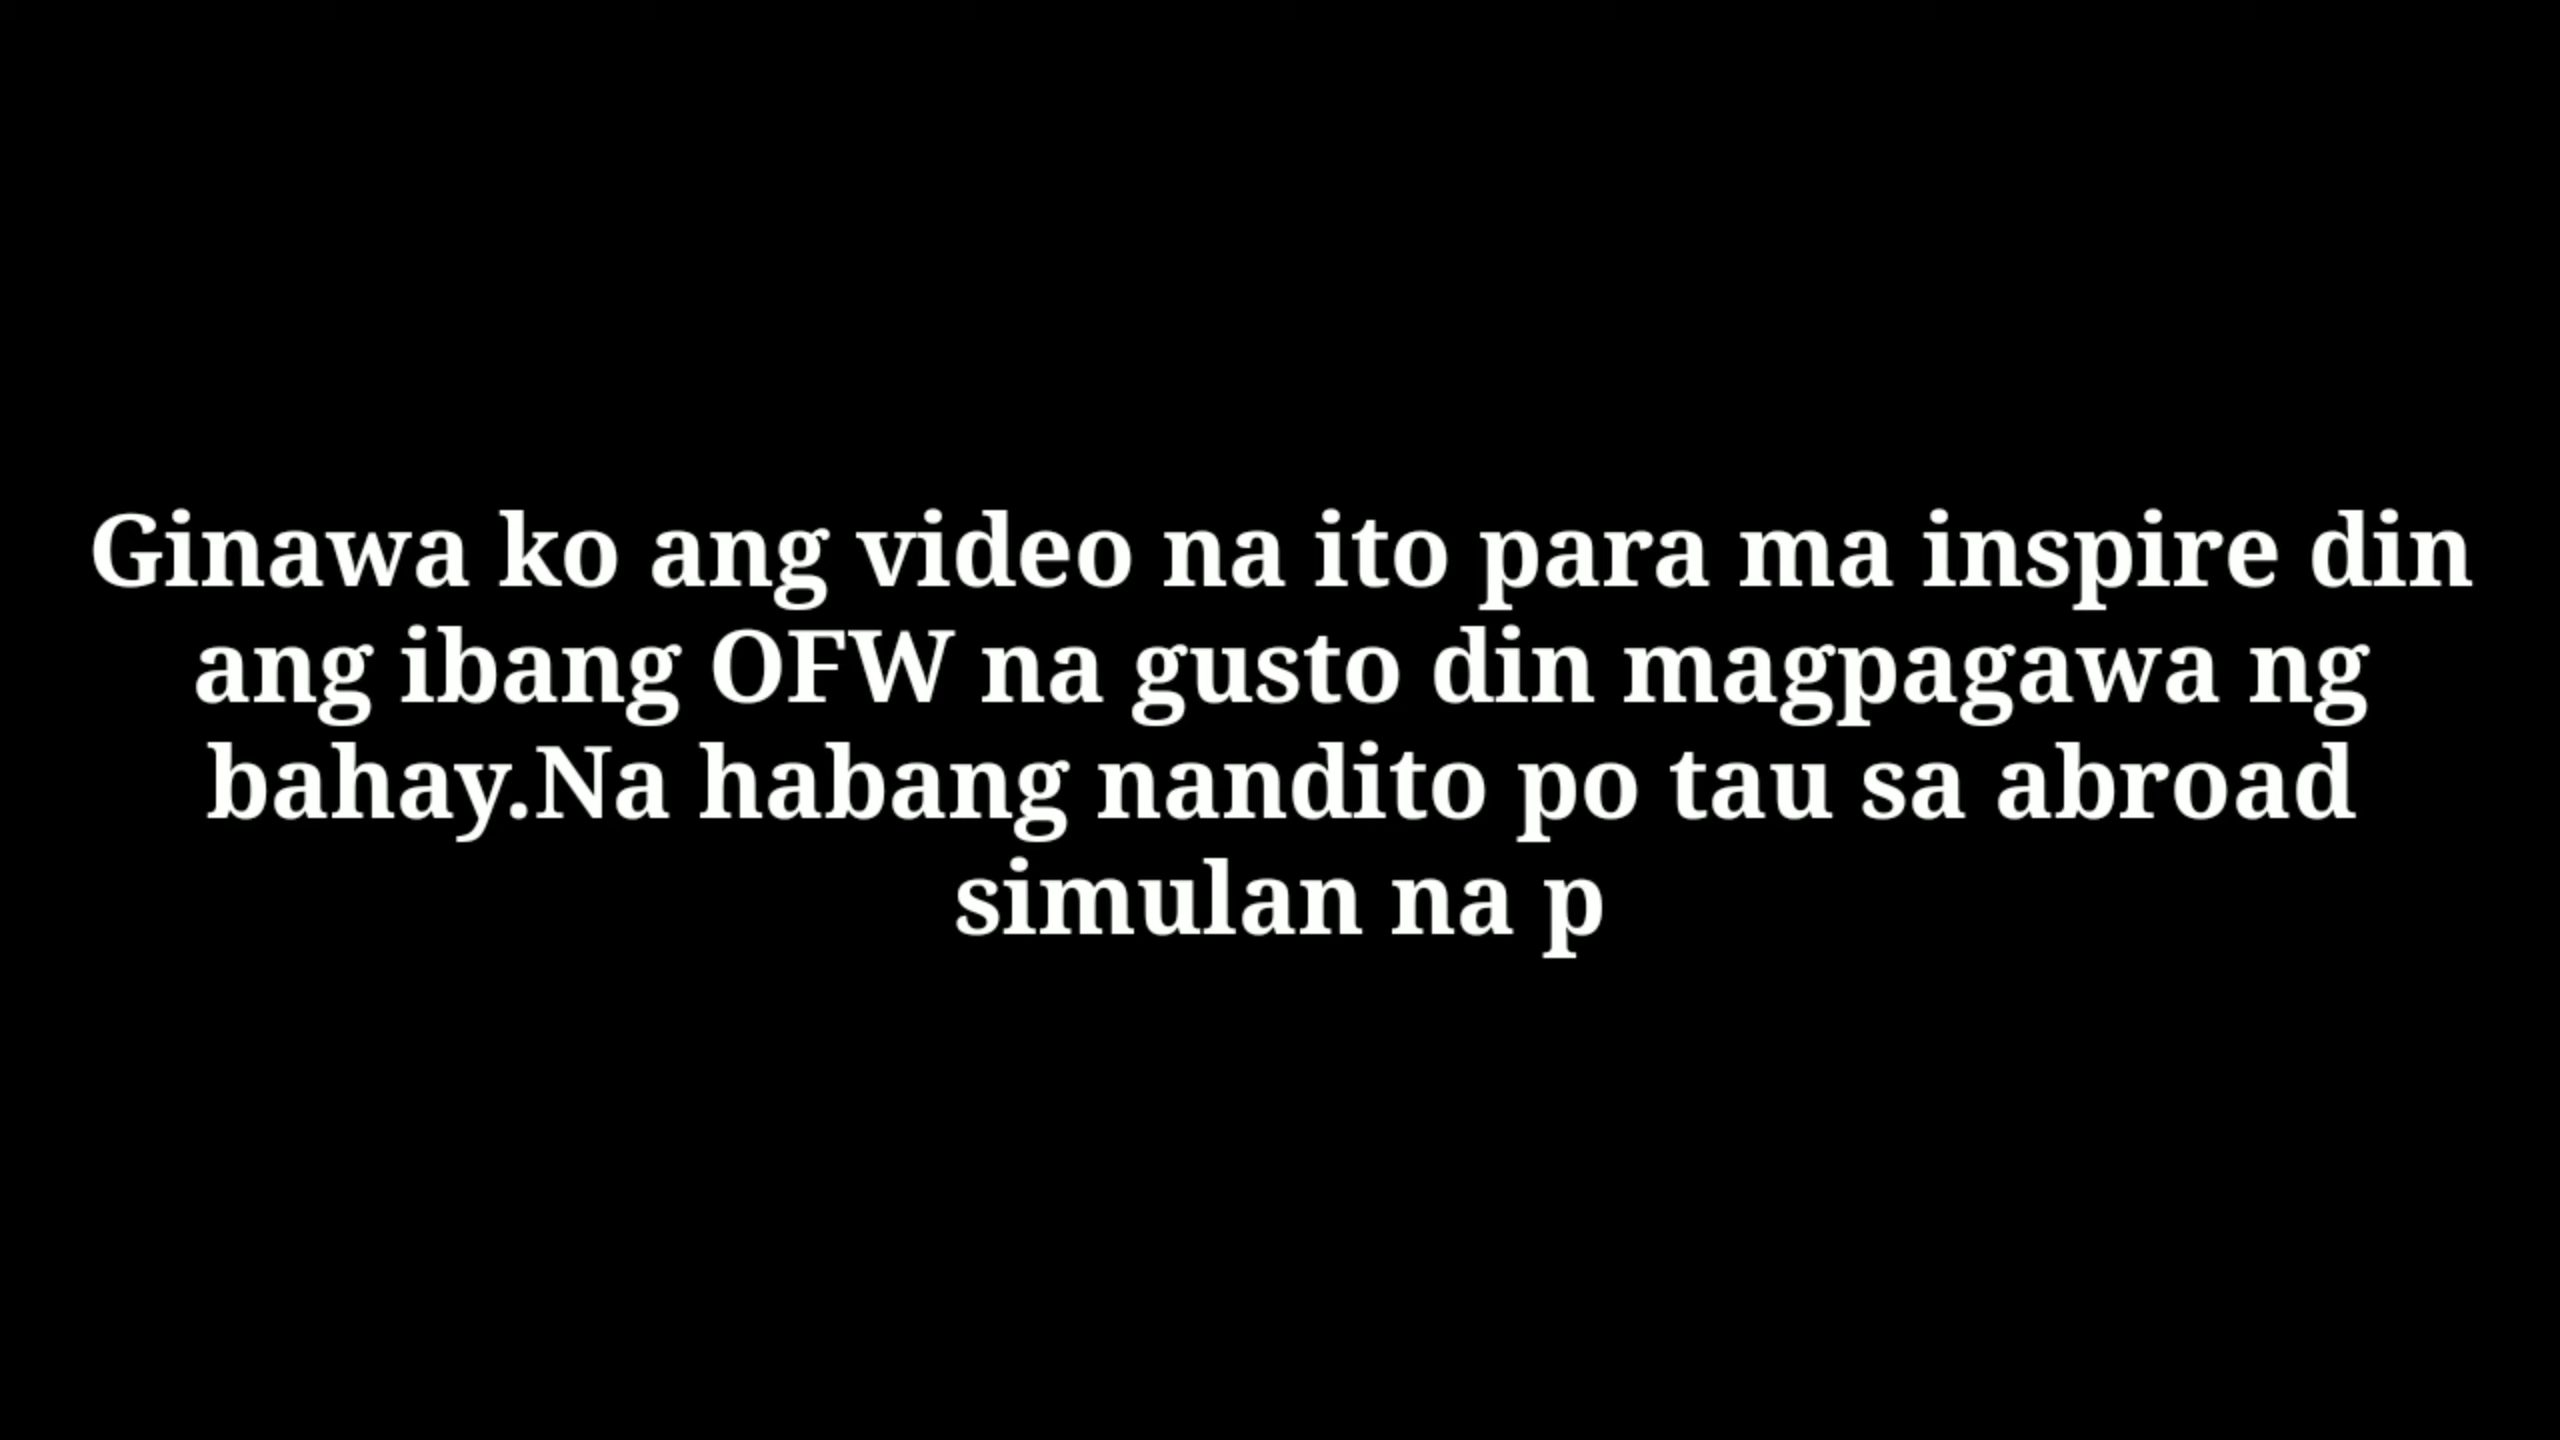 Ginawa ko ang video na ito para ma inspire din
ang ibang OFW na gusto din magpagawa ng
bahay.Na habang nandito po tau sa abroad
simulan na p